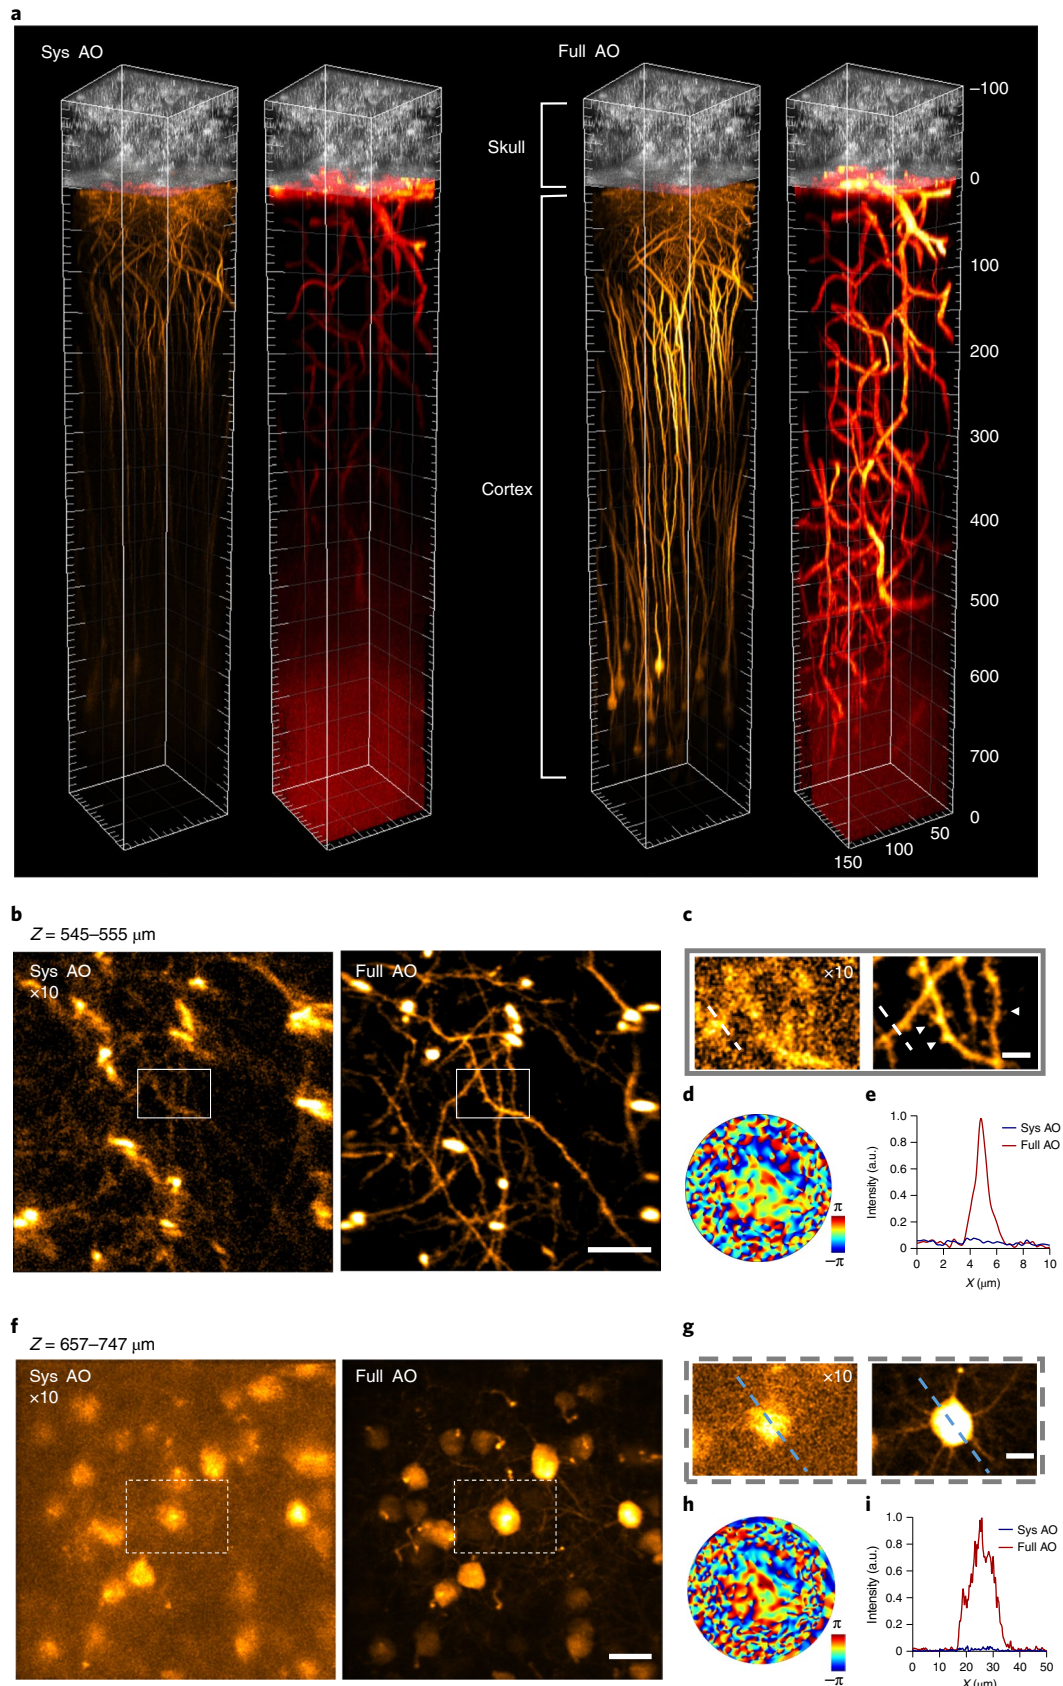 a
Sys AO
Full AO
Skull
Cortex
–100
0
100
200
300
400
500
600
700
0
50
100
150
b
Z = 545–555 μm
Sys AO
×10
Full AO
c
×10
d
π
–π
e
Intensity (a.u.)
1.0
0.8
0.6
0.4
0.2
0
0 2 4 6 8 10
X (μm)
Sys AO
Full AO
f
Z = 657–747 μm
Sys AO
×10
Full AO
g
×10
h
π
–π
i
Intensity (a.u.)
1.0
0.8
0.6
0.4
0.2
0
0 10 20 30 40 50
X (μm)
Sys AO
Full AO